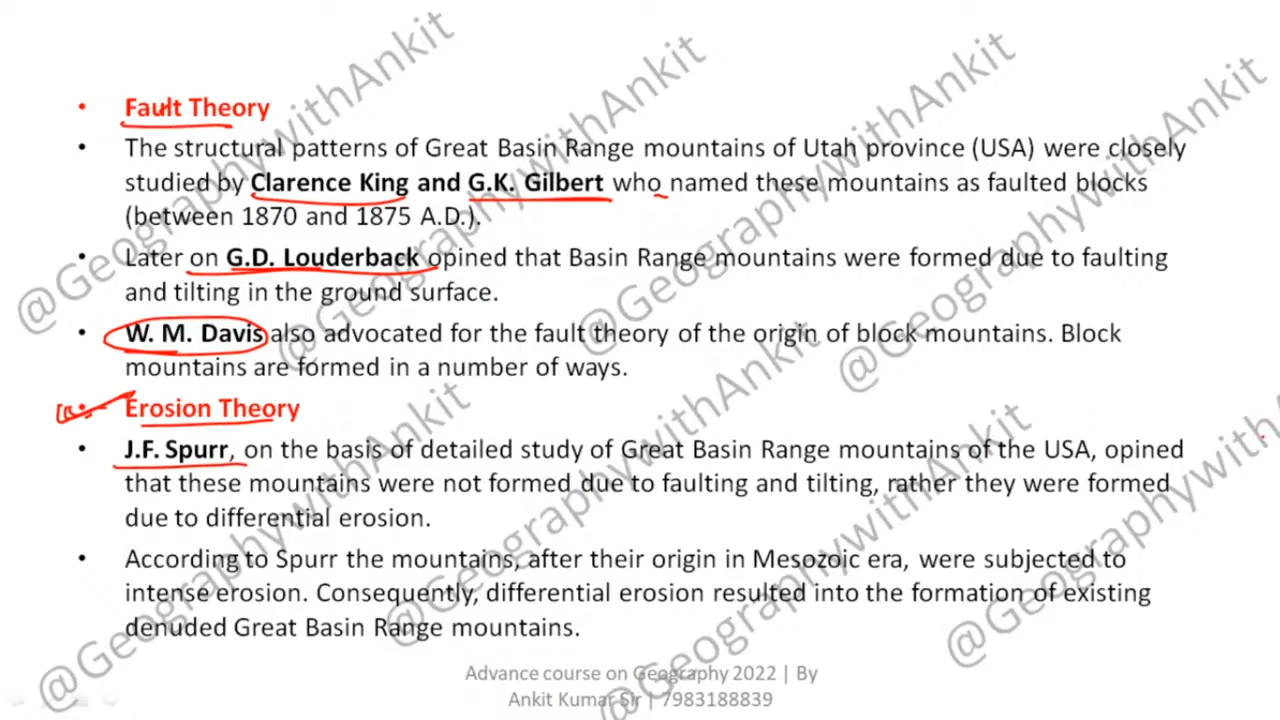 • Fault Theory
• The structural patterns of Great Basin Range mountains of Utah province (USA) were closely
studied by Clarence King and G.K. Gilbert who named these mountains as faulted blocks
(between 1870 and 1875 A.D.).
• Later on G.D. Louderback opined that Basin Range mountains were formed due to faulting
and tilting in the ground surface.
• W. M. Davis also advocated for the fault theory of the origin of block mountains. Block
mountains are formed in a number of ways.
• Erosion Theory
• J.F. Spurr, on the basis of detailed study of Great Basin Range mountains of the USA, opined
that these mountains were not formed due to faulting and tilting, rather they were formed
due to differential erosion.
• According to Spurr the mountains, after their origin in Mesozoic era, were subjected to
intense erosion. Consequently, differential erosion resulted into the formation of existing
denuded Great Basin Range mountains.
Advance course on Geography 2022 | By
Ankit Kumar Sir | 7983188839
@GeographywithAnkit
@GeographywithAnkit
@GeographywithAnkit
@GeographywithAnkit
@GeographywithAnkit
@GeographywithAnkit
@GeographywithAnkit
@GeographywithAnkit